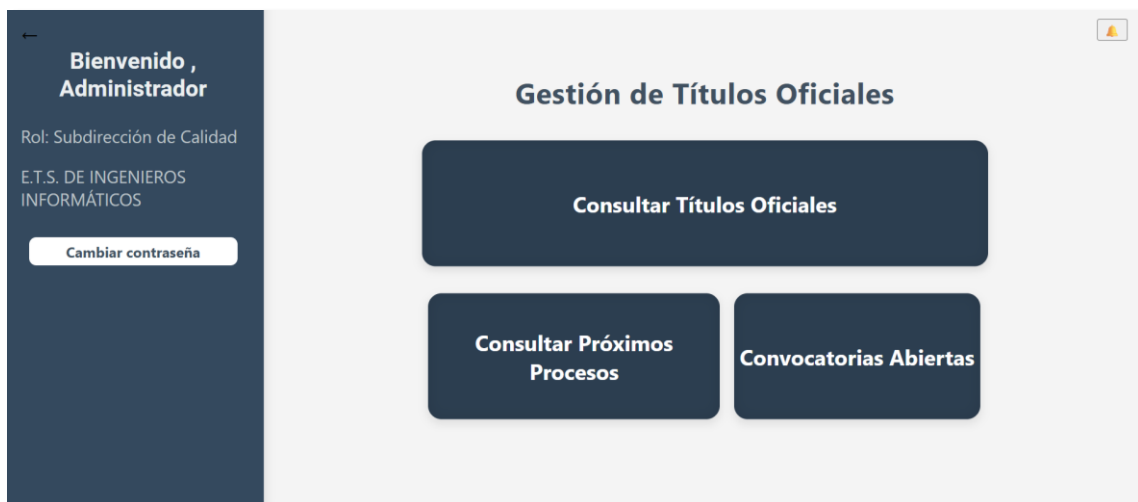 ←
Bienvenido ,
Administrador
Rol: Subdirección de Calidad
E.T.S. DE INGENIEROS
INFORMÁTICOS
Cambiar contraseña
Gestión de Títulos Oficiales
Consultar Títulos Oficiales
Consultar Próximos
Procesos
Convocatorias Abiertas